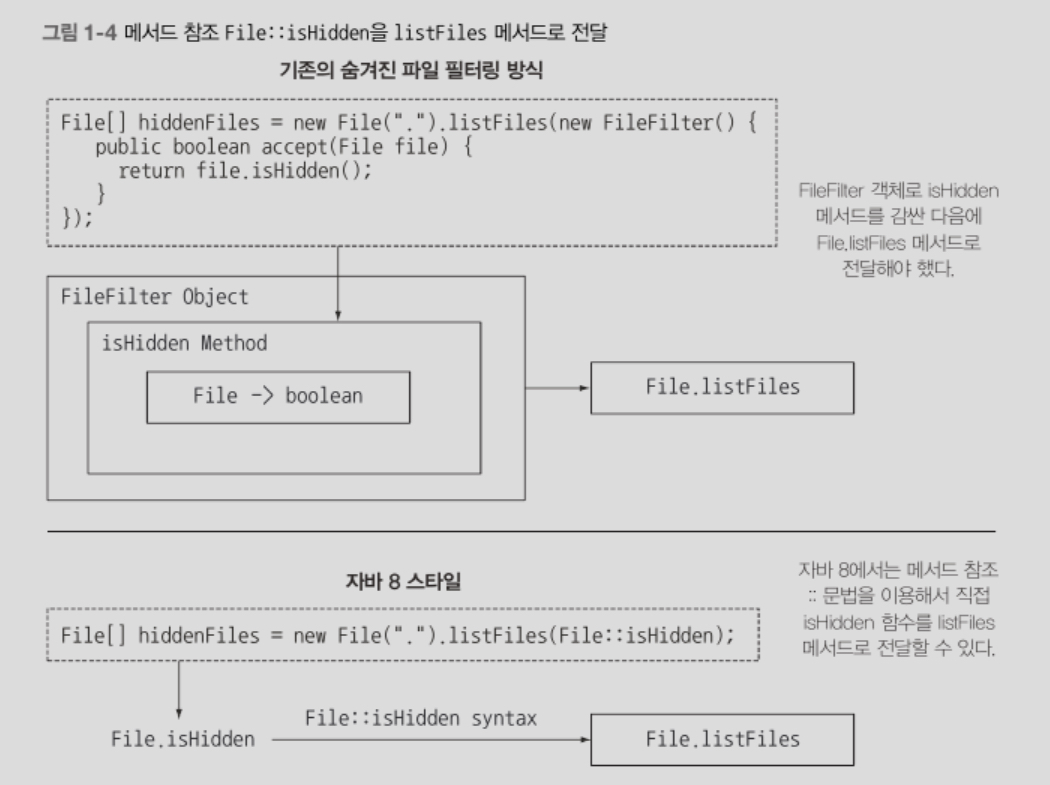 그림 1-4 메서드 참조 File::isHidden을 listFiles 메서드로 전달
기존의 숨겨진 파일 필터링 방식
File[] hiddenFiles = new File(".").listFiles(new FileFilter() {
public boolean accept(File file) {
return file.isHidden();
}
});
FileFilter 객체로 isHidden
메서드를 감싼 다음에
File.listFiles 메서드로
전달해야 했다.
FileFilter Object
isHidden Method
File -> boolean
File.listFiles
자바 8 스타일
File[] hiddenFiles = new File(".").listFiles(File::isHidden);
자바 8에서는 메서드 참조
:: 문법을 이용해서 직접
isHidden 함수를 listFiles
메서드로 전달할 수 있다.
File.isHidden
File::isHidden syntax
File.listFiles